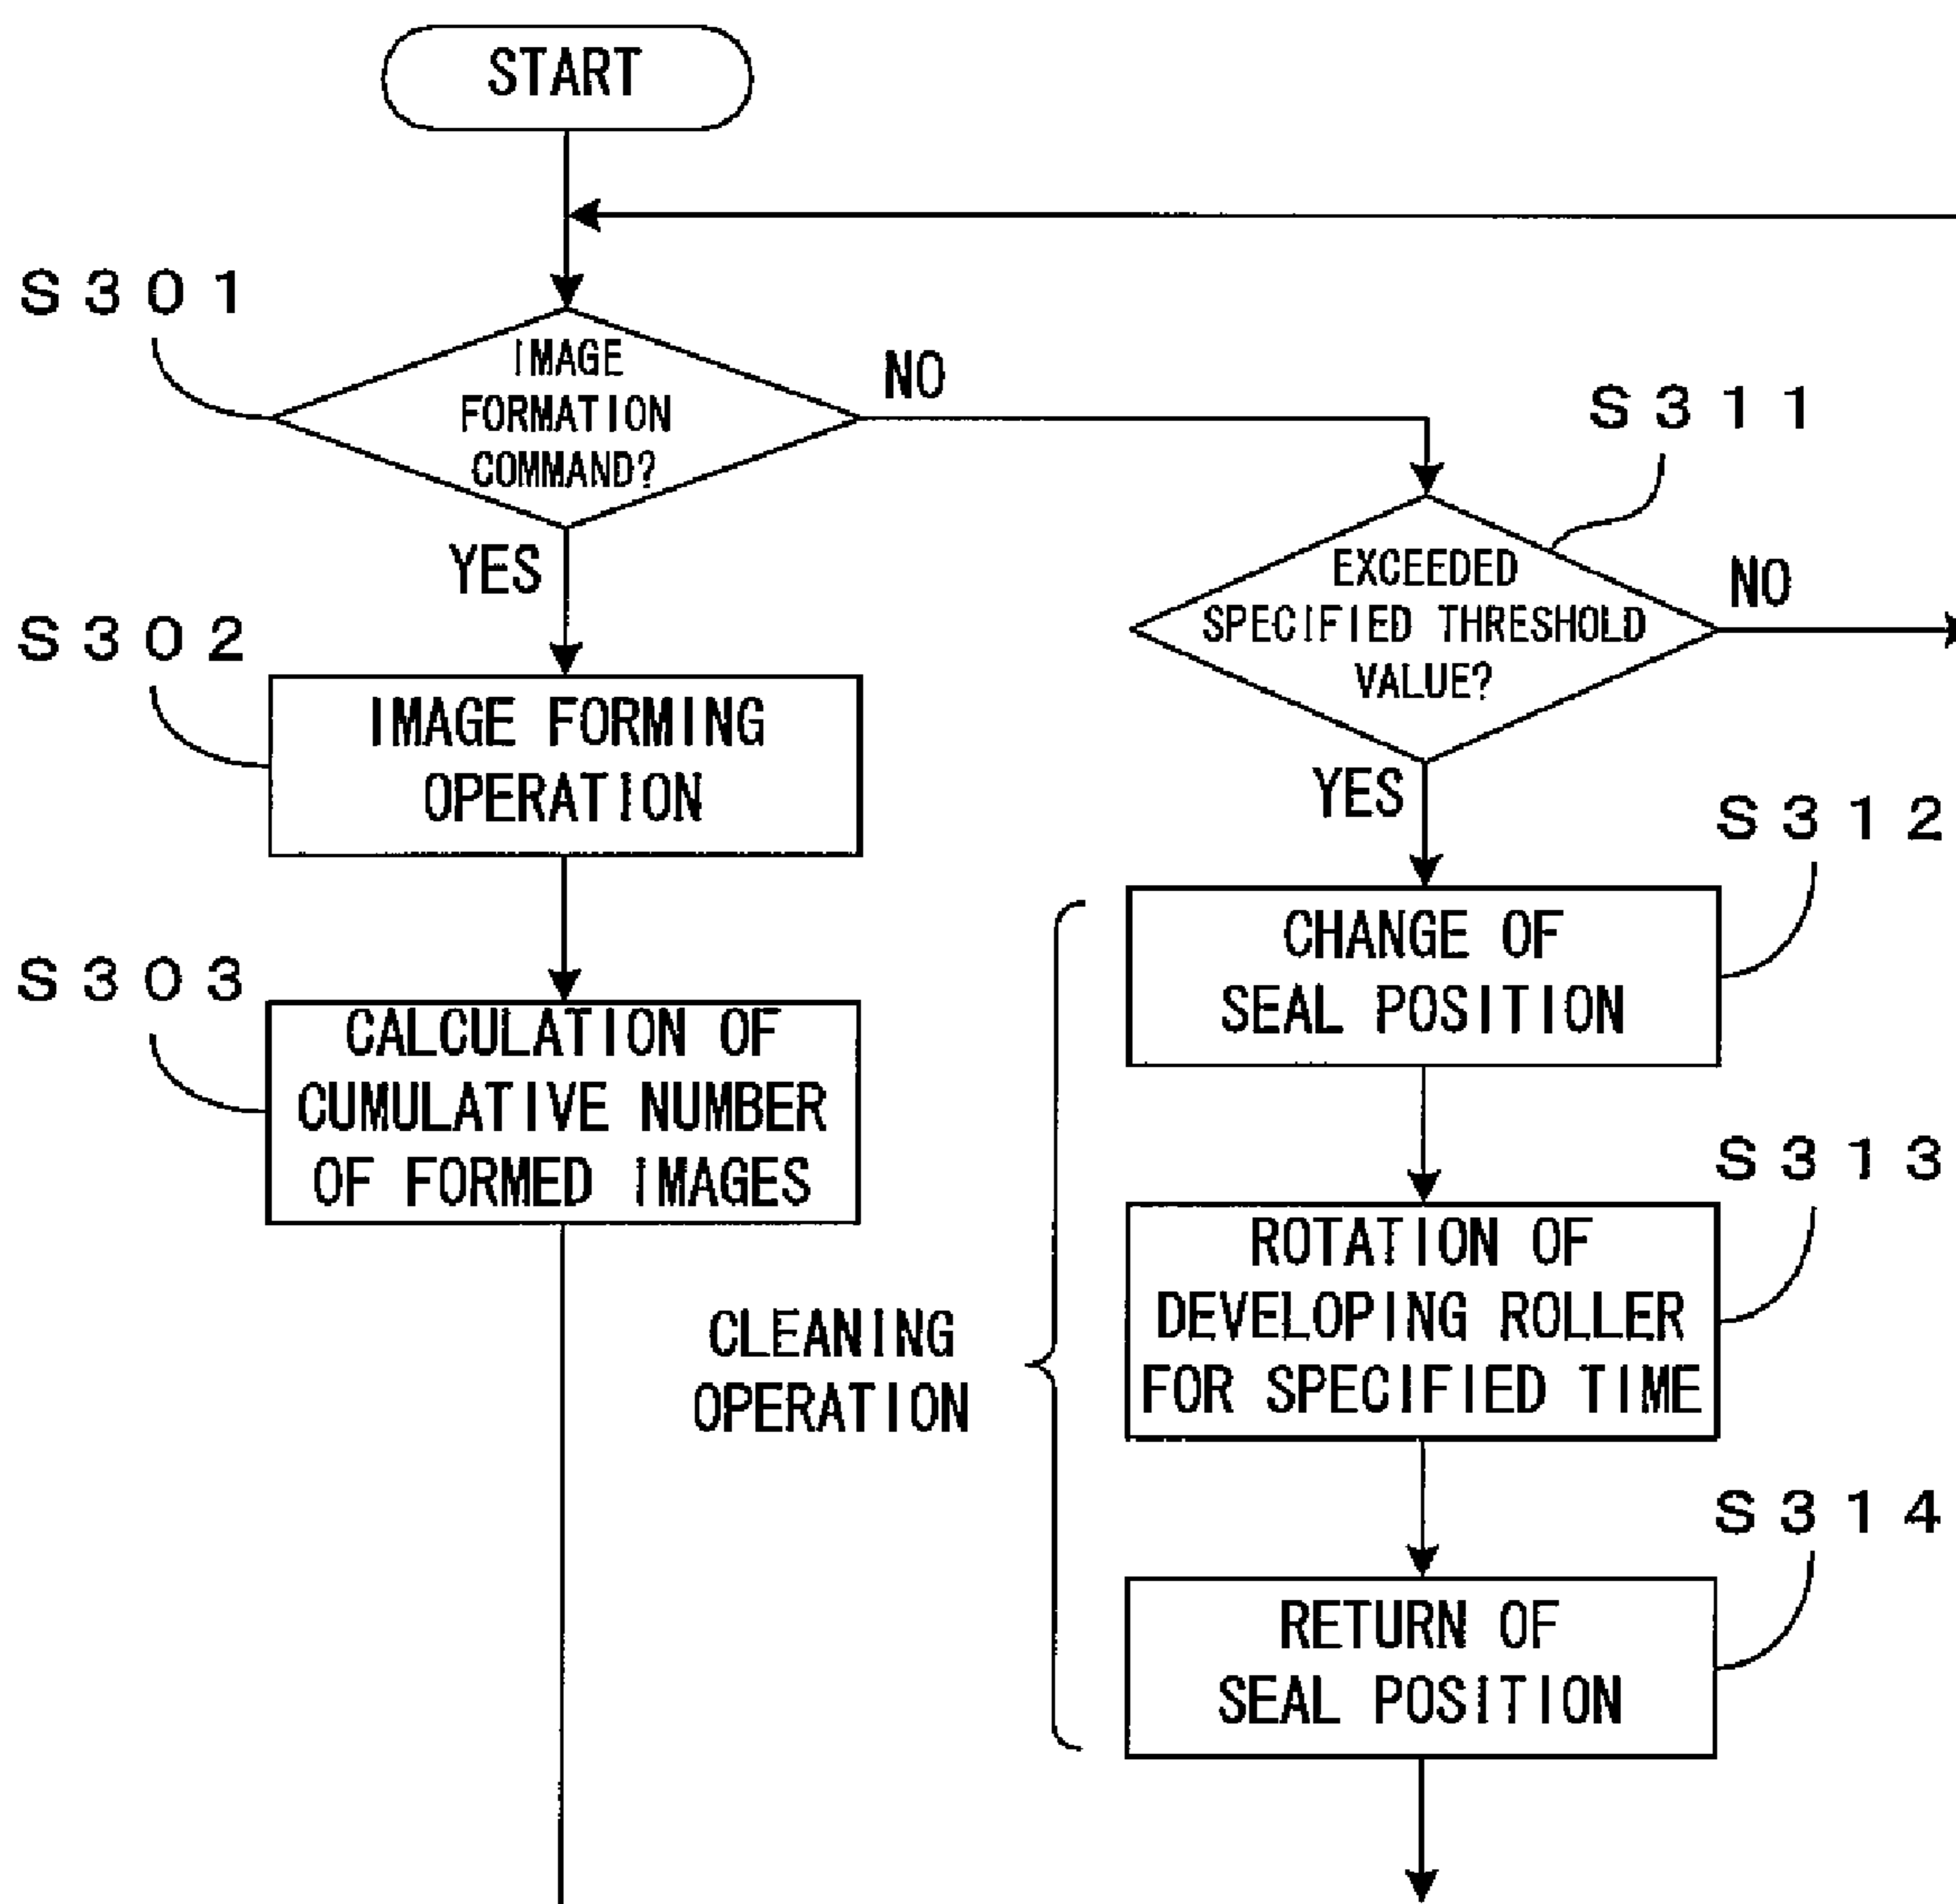 START
S301
IMAGE
FORMATION
COMMAND?
NO
YES
S311
EXCEEDED
SPECIFIED THRESHOLD
VALUE?
NO
YES
S302
IMAGE FORMING
OPERATION
S312
CHANGE OF
SEAL POSITION
S303
CALCULATION OF
CUMULATIVE NUMBER
OF FORMED IMAGES
CLEANING
OPERATION
S313
ROTATION OF
DEVELOPING ROLLER
FOR SPECIFIED TIME
S314
RETURN OF
SEAL POSITION